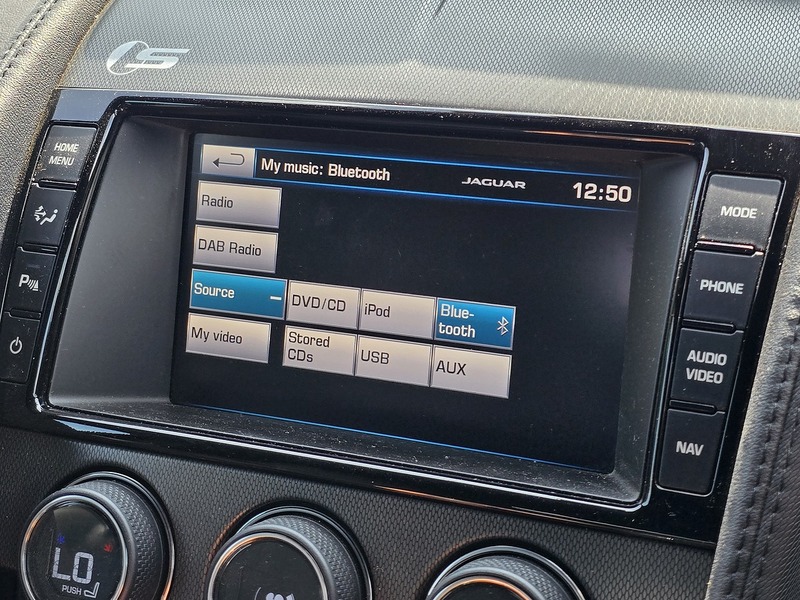 S
HOME
MENU
P
My music: Bluetooth
JAGUAR
12:50
Radio
DAB Radio
Source
DVD/CD
iPod
Blue-
tooth
My video
Stored
CDs
USB
AUX
MODE
PHONE
AUDIO
VIDEO
NAV
LO
PUSH